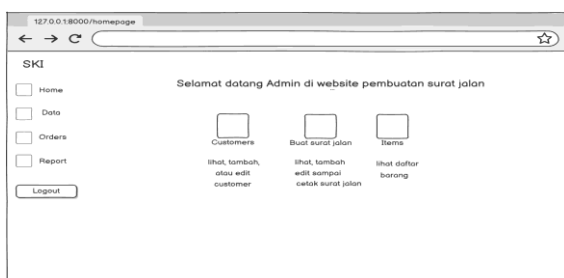 127.0.0.1:8000/homepage
SKI
Home
Data
Orders
Report
Logout
Selamat datang Admin di website pembuatan surat jalan
Customers
lihat, tambah,
atau edit
customer
Buat surat jalan
lihat, tambah
edit sampai
cetak surat jalan
Items
lihat daftar
barang